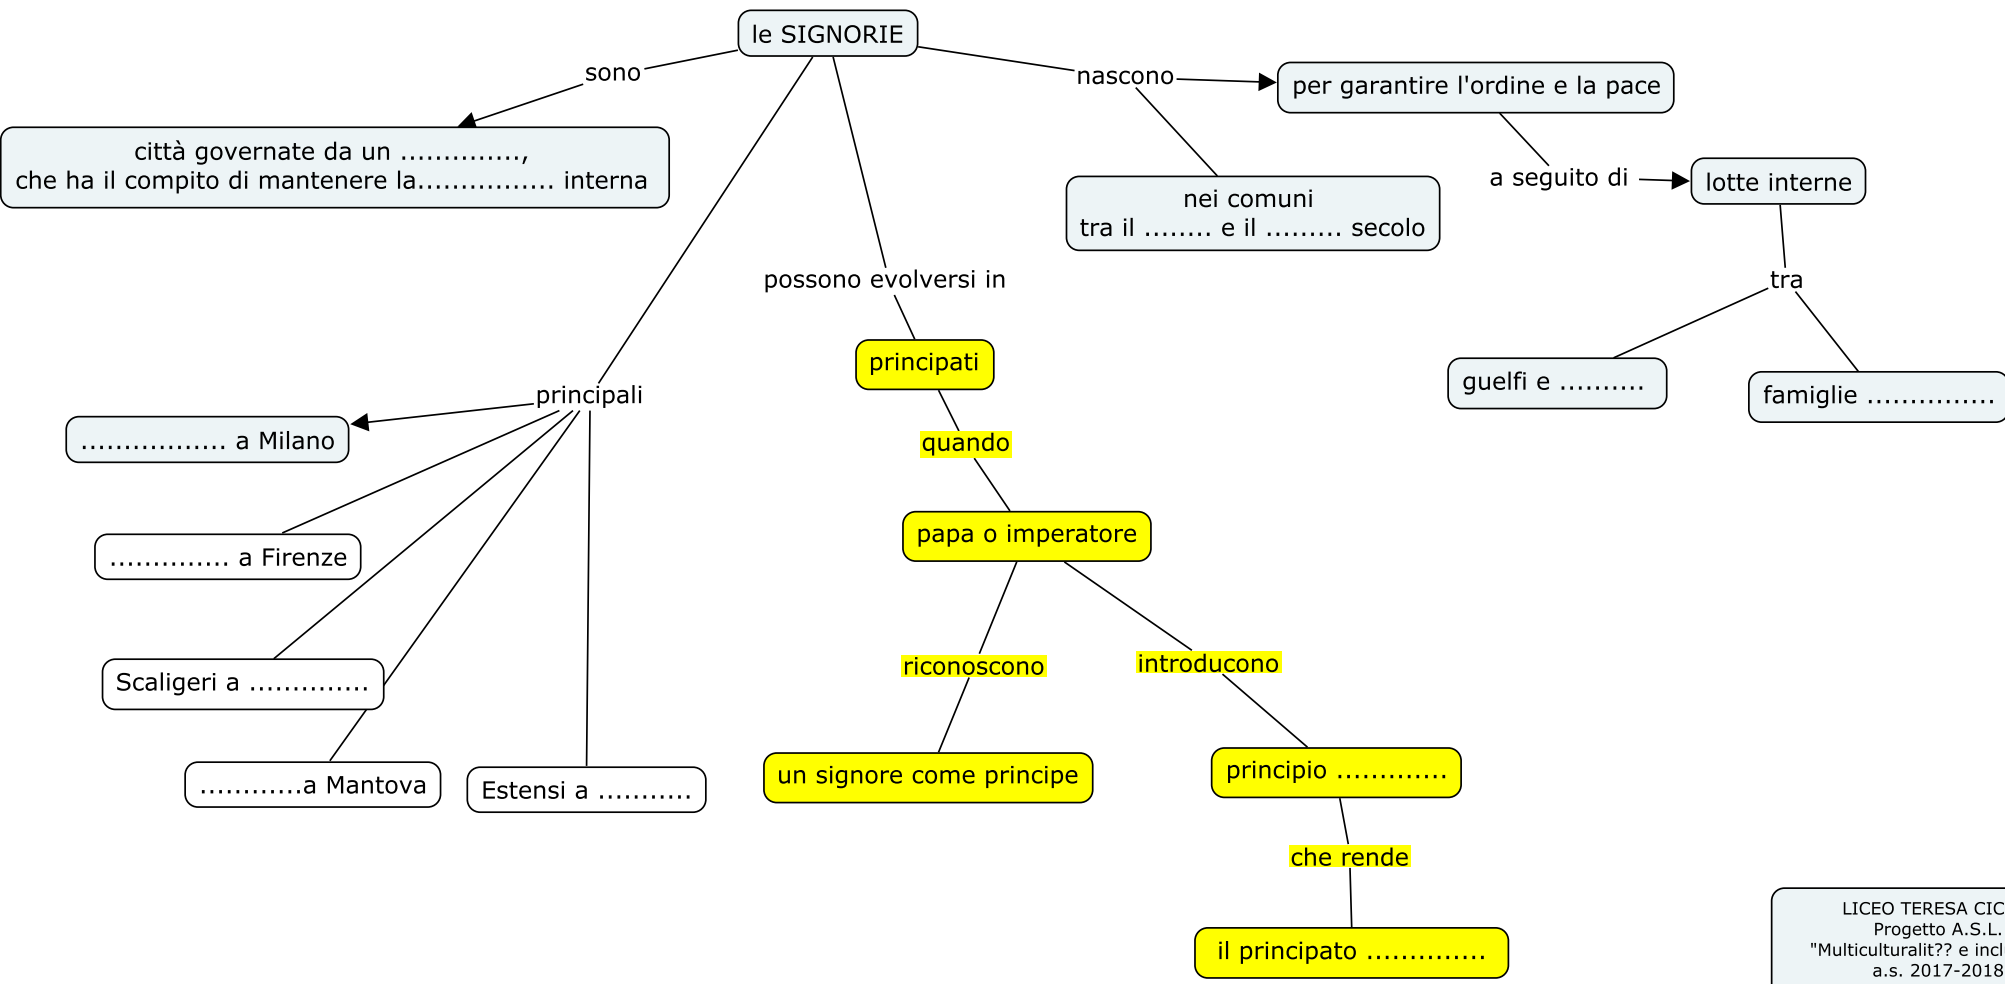 le SIGNORIE
sono
nascono
per garantire l'ordine e la pace
città governate da un ..............,
che ha il compito di mantenere la................ interna
a seguito di
lotte interne
nei comuni
tra il ........ e il ......... secolo
possono evolversi in
tra
principati
guelfi e ..........
famiglie ...............
principali
................. a Milano
quando
papa o imperatore
.............. a Firenze
riconoscono
introducono
Scaligeri a ..............
............a Mantova
Estensi a ...........
un signore come principe
principio .............
che rende
il principato ..............
LICEO TERESA CIC
Progetto A.S.L.
"Multiculturalit?? e incl
a.s. 2017-2018